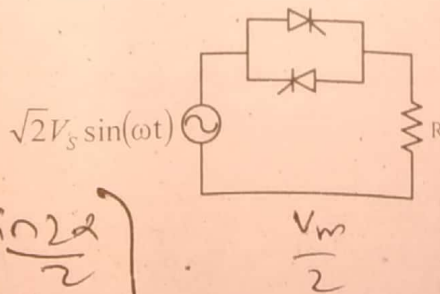 √2V_S sin(ωt)
R
in2α
2
Vm
2